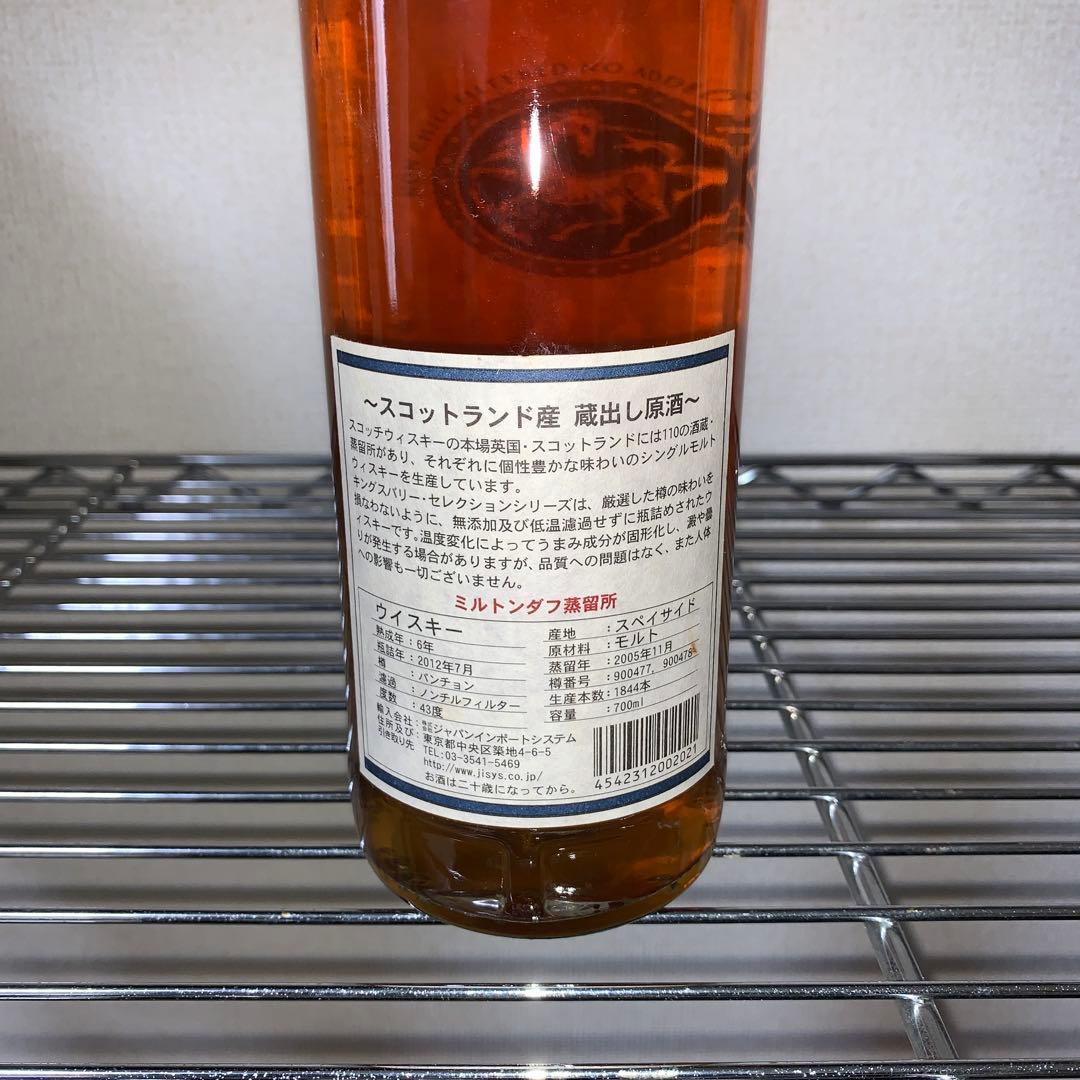 NO ADDED
〜スコットランド産 蔵出し原酒〜
スコッチウィスキーの本場英国・スコットランドには110の酒蔵・
蒸留所があり、それぞれに個性豊かな味わいのシングルモルト
ウィスキーを生産しています。
キングスバリー・セレクションシリーズは、厳選した樽の味わいを
損なわないように、無添加及び低温濾過せずに瓶詰めされたウ
ィスキーです。温度変化によってうまみ成分が固形化し、澱や曇
りが発生する場合がありますが、品質への問題はなく、また人体
への影響も一切ございません。
ミルトンダフ蒸留所
ウイスキー
熟成年:6年
瓶詰年:2012年7月
樽:パンチョン
濾過:ノンチルフィルター
度数:43度
産地:スペイサイド
原材料:モルト
蒸留年:2005年11月
樽番号:900477, 900478
生産本数:1844本
容量:700ml
輸入会社:株式会社ジャパンインポートシステム
住所及び:東京都中央区築地4-6-5
引き取り先 TEL:03-3541-5469
http://www.jisys.co.jp/
お酒は二十歳になってから。
4542312002021